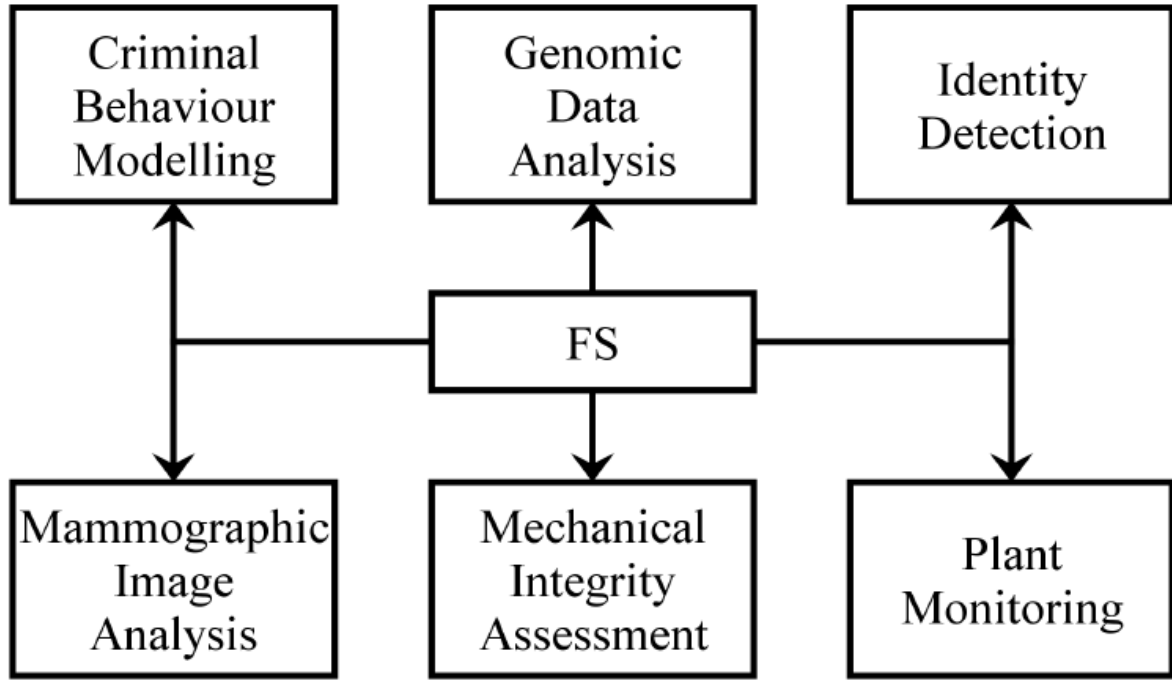 Criminal
Behaviour
Modelling
Genomic
Data
Analysis
Identity
Detection
FS
Mammographic
Image
Analysis
Mechanical
Integrity
Assessment
Plant
Monitoring